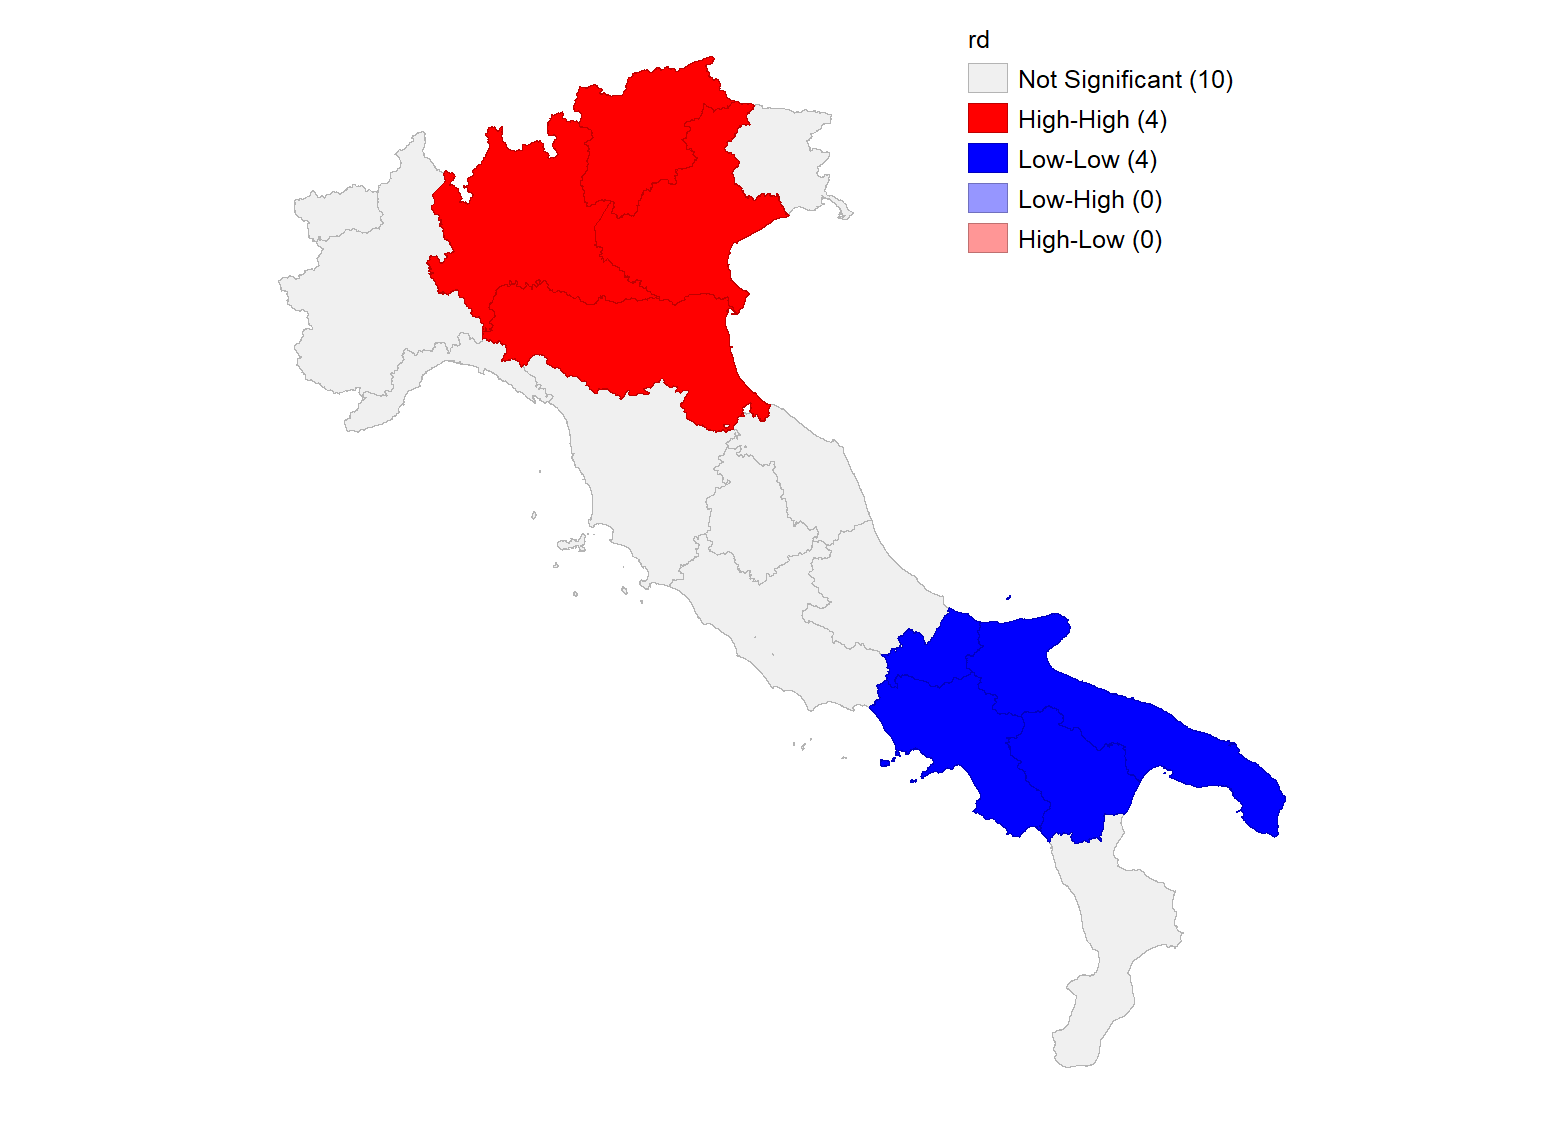 rd
Not Significant (10)
High-High (4)
Low-Low (4)
Low-High (0)
High-Low (0)